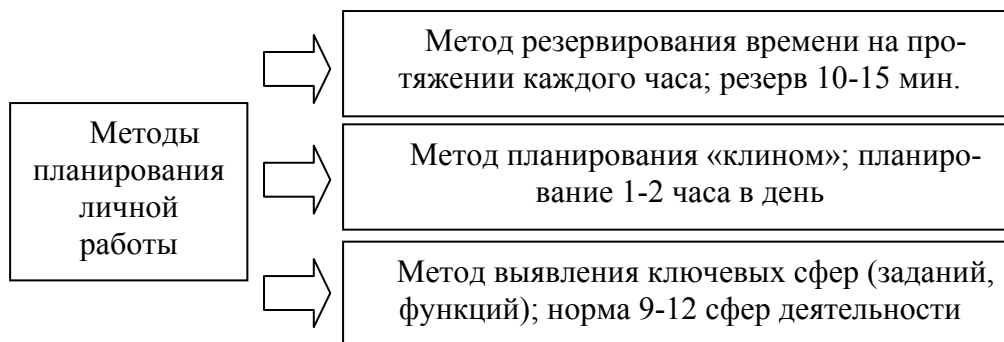 Методы
планирования
личной
работы
Метод резервирования времени на про-
тяжении каждого часа; резерв 10-15 мин.
Метод планирования «клином»; планиро-
вание 1-2 часа в день
Метод выявления ключевых сфер (заданий,
функций); норма 9-12 сфер деятельности